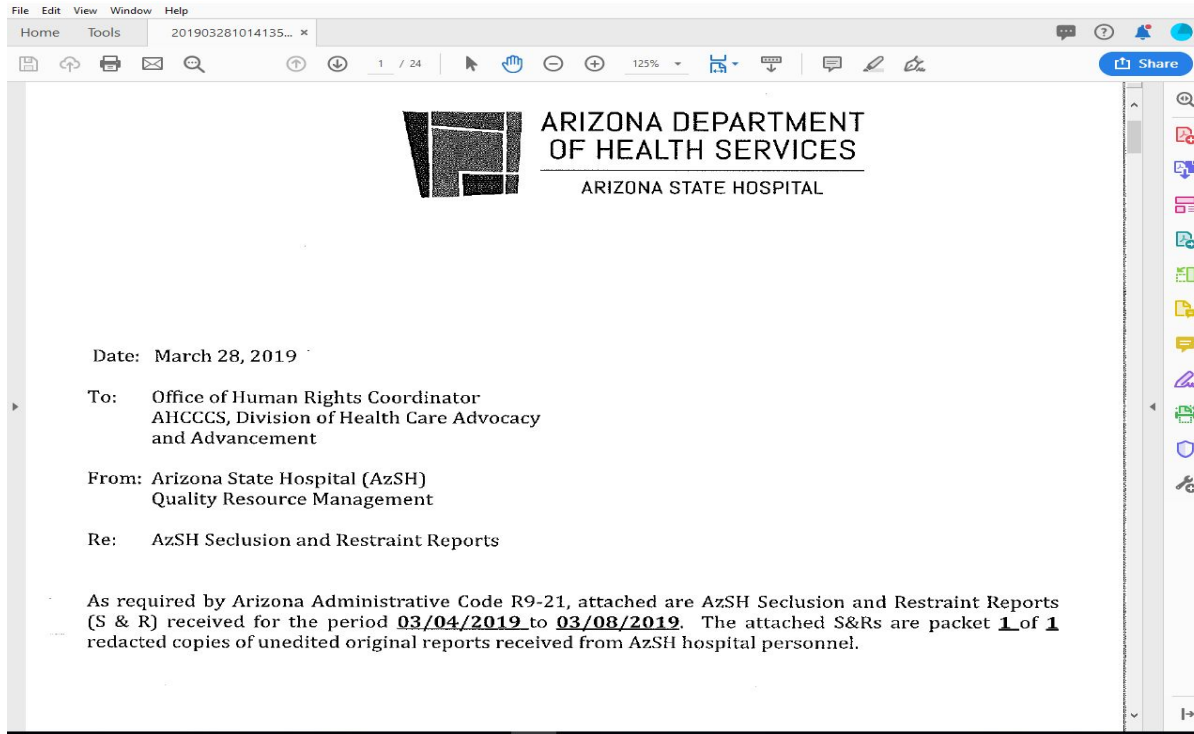 File Edit View Window Help
Home Tools 201903281014135... ×
1 / 24 125% Share
ARIZONA DEPARTMENT
OF HEALTH SERVICES
ARIZONA STATE HOSPITAL
Date: March 28, 2019
To: Office of Human Rights Coordinator
AHCCCS, Division of Health Care Advocacy
and Advancement
From: Arizona State Hospital (AzSH)
Quality Resource Management
Re: AzSH Seclusion and Restraint Reports
As required by Arizona Administrative Code R9-21, attached are AzSH Seclusion and Restraint Reports
(S & R) received for the period 03/04/2019 to 03/08/2019. The attached S&Rs are packet 1 of 1
redacted copies of unedited original reports received from AzSH hospital personnel.